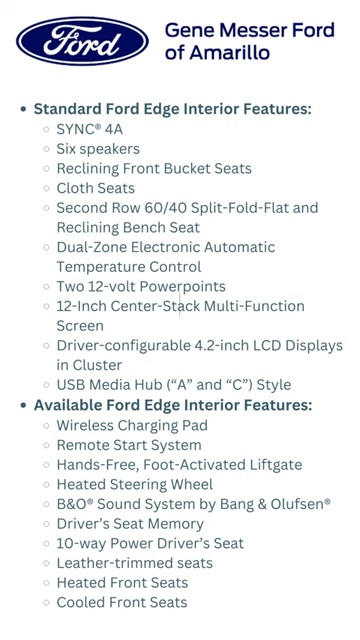 Ford
Gene Messer Ford
of Amarillo
• Standard Ford Edge Interior Features:
○ SYNC® 4A
○ Six speakers
○ Reclining Front Bucket Seats
○ Cloth Seats
○ Second Row 60/40 Split-Fold-Flat and
Reclining Bench Seat
○ Dual-Zone Electronic Automatic
Temperature Control
○ Two 12-volt Powerpoints
○ 12-Inch Center-Stack Multi-Function
Screen
○ Driver-configurable 4.2-inch LCD Displays
in Cluster
○ USB Media Hub (“A” and “C”) Style
• Available Ford Edge Interior Features:
○ Wireless Charging Pad
○ Remote Start System
○ Hands-Free, Foot-Activated Liftgate
○ Heated Steering Wheel
○ B&O® Sound System by Bang & Olufsen®
○ Driver’s Seat Memory
○ 10-way Power Driver’s Seat
○ Leather-trimmed seats
○ Heated Front Seats
○ Cooled Front Seats